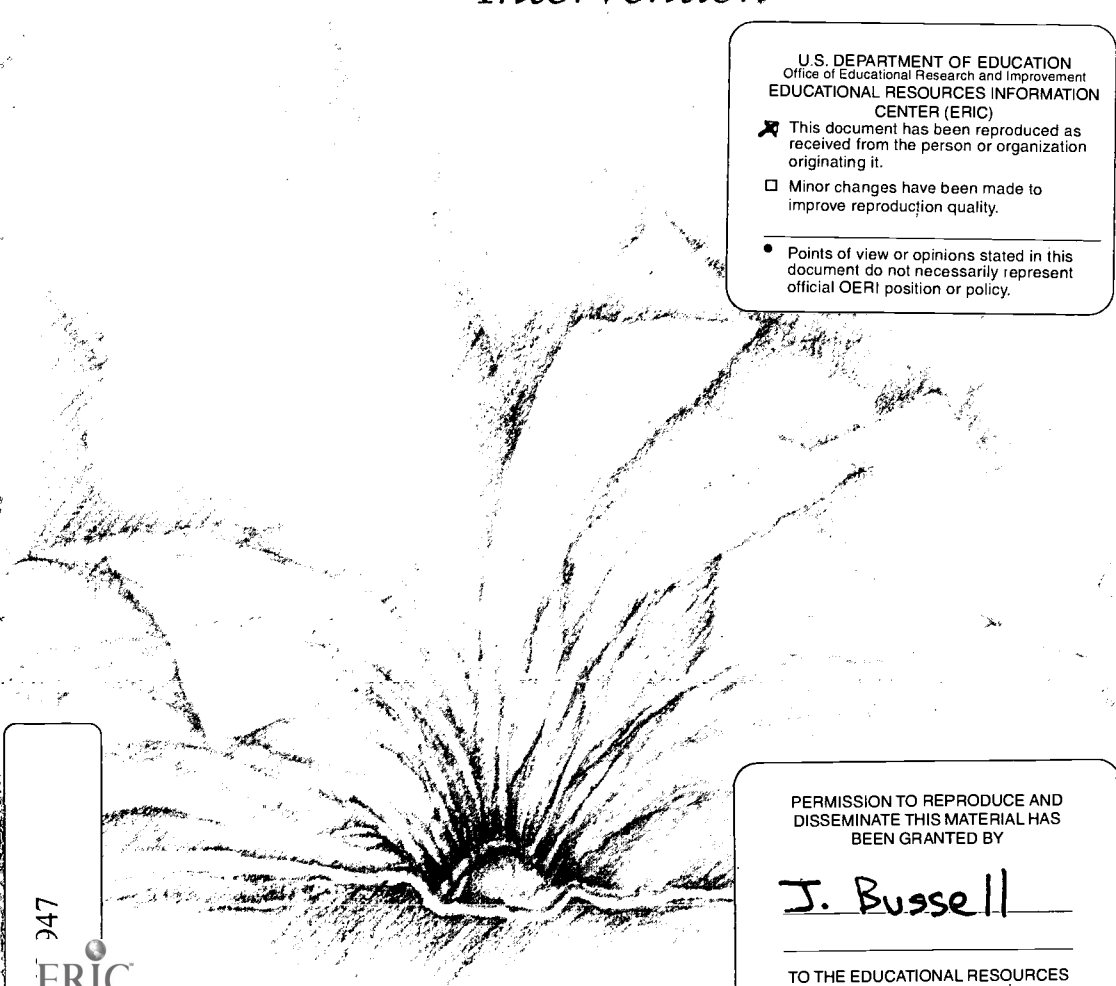 Intervention
U.S. DEPARTMENT OF EDUCATION
Office of Educational Research and Improvement
EDUCATIONAL RESOURCES INFORMATION
CENTER (ERIC)
This document has been reproduced as
received from the person or organization
originating it.
☐ Minor changes have been made to
improve reproduction quality.
• Points of view or opinions stated in this
document do not necessarily represent
official OERI position or policy.
947
ERIC
PERMISSION TO REPRODUCE AND
DISSEMINATE THIS MATERIAL HAS
BEEN GRANTED BY
J. Bussell
TO THE EDUCATIONAL RESOURCES